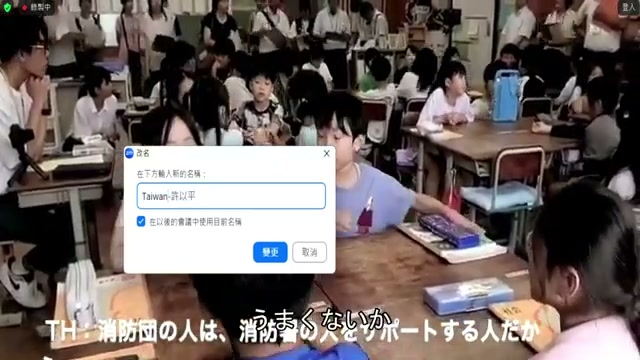 錄製中
登入
改名
在下方輸入新的名稱：
Taiwan-許以平
在以後的會議中使用目前名稱
變更
取消
うまくないか
TH：消防団の人は、消防署の人をサポートする人だか